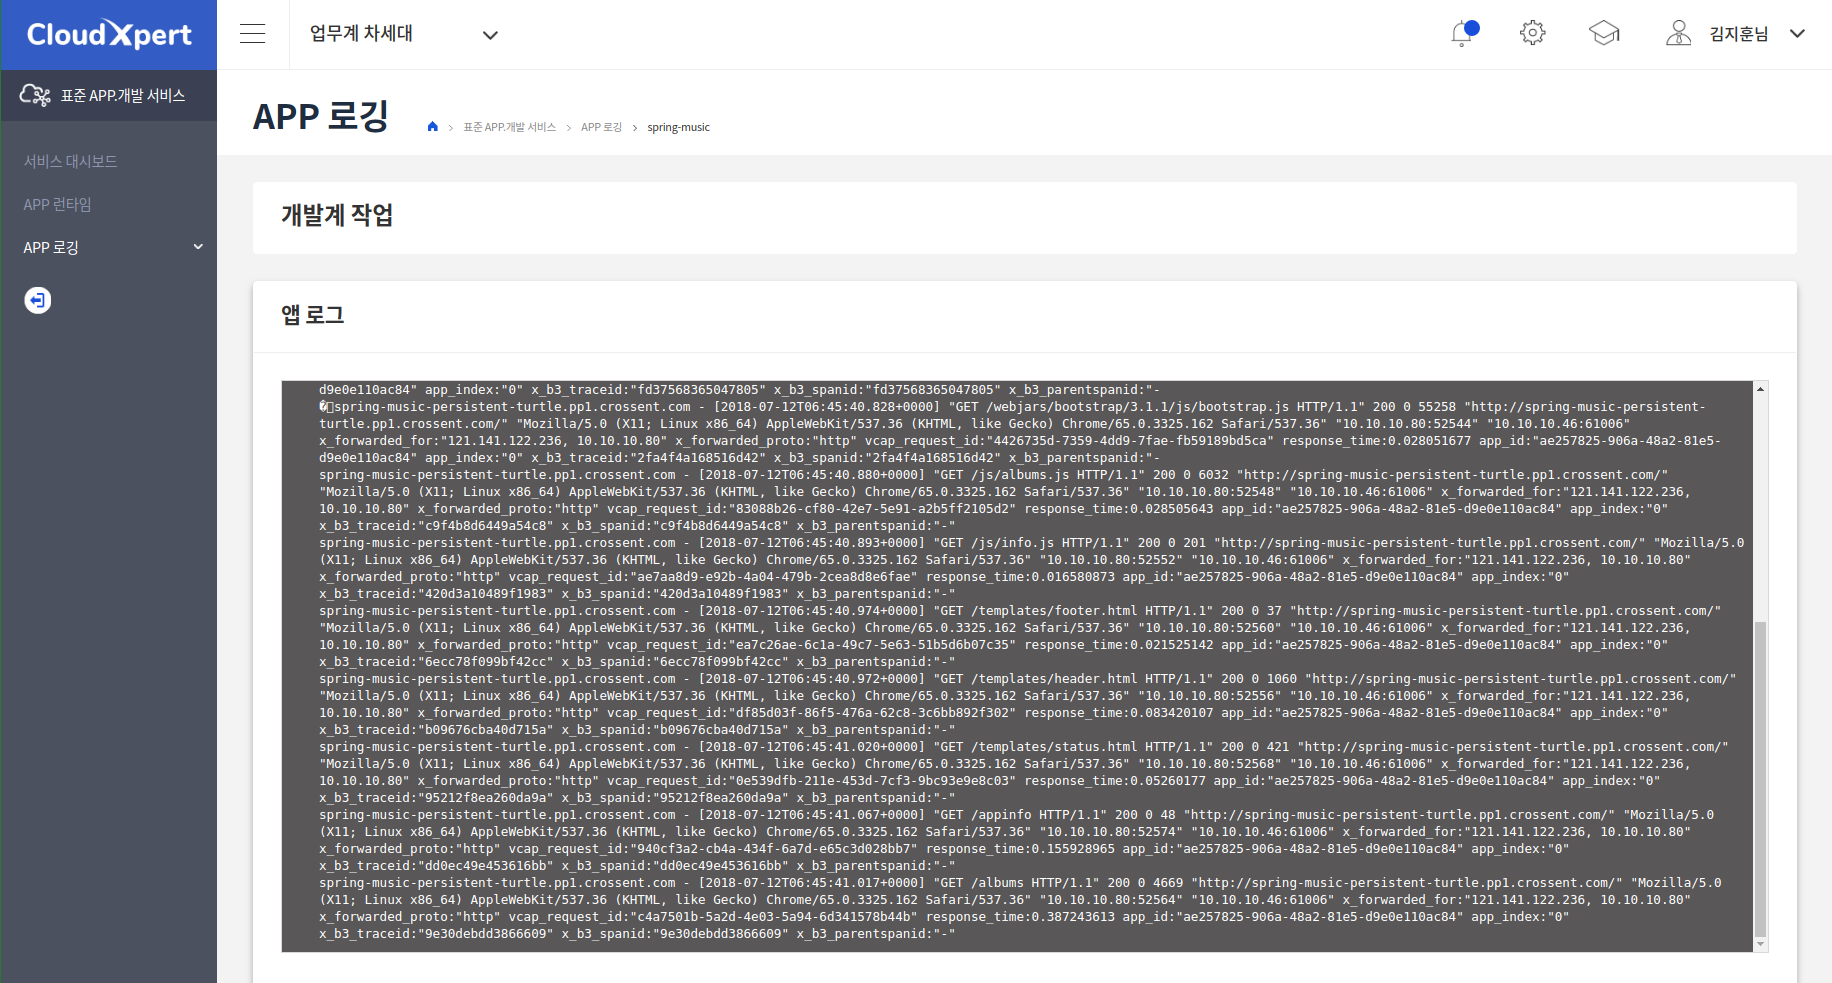 CloudXpert
업무계 차세대
김지훈님
표준 APP.개발 서비스
서비스 대시보드
APP 런타임
APP 로깅
APP 로깅
표준 APP.개발 서비스 > APP 로깅 > spring-music
개발계 작업
앱 로그
d9e0e110ac84" app_index:"0" x_b3_traceid:"fd37568365047805" x_b3_spanid:"fd37568365047805" x_b3_parentspanid:"-
spring-music-persistent-turtle.pp1.crossent.com - [2018-07-12T06:45:40.828+0000] "GET /webjars/bootstrap/3.1.1/js/bootstrap.js HTTP/1.1" 200 0 55258 "http://spring-music-persistent-
turtle.pp1.crossent.com/" "Mozilla/5.0 (X11; Linux x86_64) AppleWebKit/537.36 (KHTML, like Gecko) Chrome/65.0.3325.162 Safari/537.36" "10.10.10.80:52544" "10.10.10.46:61006"
x_forwarded_for:"121.141.122.236, 10.10.10.80" x_forwarded_proto:"http" vcap_request_id:"4426735d-7359-4dd9-7fae-fb59189bd5ca" response_time:0.028051677 app_id:"ae257825-906a-48a2-81e5-
d9e0e110ac84" app_index:"0" x_b3_traceid:"2fa4f4a168516d42" x_b3_spanid:"2fa4f4a168516d42" x_b3_parentspanid:"-
spring-music-persistent-turtle.pp1.crossent.com - [2018-07-12T06:45:40.880+0000] "GET /js/albums.js HTTP/1.1" 200 0 6032 "http://spring-music-persistent-turtle.pp1.crossent.com/"
"Mozilla/5.0 (X11; Linux x86_64) AppleWebKit/537.36 (KHTML, like Gecko) Chrome/65.0.3325.162 Safari/537.36" "10.10.10.80:52548" "10.10.10.46:61006" x_forwarded_for:"121.141.122.236,
10.10.10.80" x_forwarded_proto:"http" vcap_request_id:"83088b26-cf80-42e7-5e91-a2b5ff2105d2" response_time:0.028505643 app_id:"ae257825-906a-48a2-81e5-d9e0e110ac84" app_index:"0"
x_b3_traceid:"c9f4b8d6449a54c8" x_b3_spanid:"c9f4b8d6449a54c8" x_b3_parentspanid:"-"
spring-music-persistent-turtle.pp1.crossent.com - [2018-07-12T06:45:40.893+0000] "GET /js/info.js HTTP/1.1" 200 0 201 "http://spring-music-persistent-turtle.pp1.crossent.com/" "Mozilla/5.0
(X11; Linux x86_64) AppleWebKit/537.36 (KHTML, like Gecko) Chrome/65.0.3325.162 Safari/537.36" "10.10.10.80:52552" "10.10.10.46:61006" x_forwarded_for:"121.141.122.236, 10.10.10.80"
x_forwarded_proto:"http" vcap_request_id:"ae7aa8d9-e92b-4a04-479b-2cea8d8e6fae" response_time:0.016580873 app_id:"ae257825-906a-48a2-81e5-d9e0e110ac84" app_index:"0"
x_b3_traceid:"420d3a10489f1983" x_b3_spanid:"420d3a10489f1983" x_b3_parentspanid:"-"
spring-music-persistent-turtle.pp1.crossent.com - [2018-07-12T06:45:40.974+0000] "GET /templates/footer.html HTTP/1.1" 200 0 37 "http://spring-music-persistent-turtle.pp1.crossent.com/"
"Mozilla/5.0 (X11; Linux x86_64) AppleWebKit/537.36 (KHTML, like Gecko) Chrome/65.0.3325.162 Safari/537.36" "10.10.10.80:52560" "10.10.10.46:61006" x_forwarded_for:"121.141.122.236,
10.10.10.80" x_forwarded_proto:"http" vcap_request_id:"ea7c26ae-6c1a-49c7-5e63-51b5d6b07c35" response_time:0.021525142 app_id:"ae257825-906a-48a2-81e5-d9e0e110ac84" app_index:"0"
x_b3_traceid:"6ecc78f099bf42cc" x_b3_spanid:"6ecc78f099bf42cc" x_b3_parentspanid:"-"
spring-music-persistent-turtle.pp1.crossent.com - [2018-07-12T06:45:40.972+0000] "GET /templates/header.html HTTP/1.1" 200 0 1060 "http://spring-music-persistent-turtle.pp1.crossent.com/"
"Mozilla/5.0 (X11; Linux x86_64) AppleWebKit/537.36 (KHTML, like Gecko) Chrome/65.0.3325.162 Safari/537.36" "10.10.10.80:52556" "10.10.10.46:61006" x_forwarded_for:"121.141.122.236,
10.10.10.80" x_forwarded_proto:"http" vcap_request_id:"df85d03f-86f5-476a-62c8-3c6bb892f302" response_time:0.083420107 app_id:"ae257825-906a-48a2-81e5-d9e0e110ac84" app_index:"0"
x_b3_traceid:"b09676cba40d715a" x_b3_spanid:"b09676cba40d715a" x_b3_parentspanid:"-"
spring-music-persistent-turtle.pp1.crossent.com - [2018-07-12T06:45:41.020+0000] "GET /templates/status.html HTTP/1.1" 200 0 421 "http://spring-music-persistent-turtle.pp1.crossent.com/"
"Mozilla/5.0 (X11; Linux x86_64) AppleWebKit/537.36 (KHTML, like Gecko) Chrome/65.0.3325.162 Safari/537.36" "10.10.10.80:52568" "10.10.10.46:61006" x_forwarded_for:"121.141.122.236,
10.10.10.80" x_forwarded_proto:"http" vcap_request_id:"0e539dfb-211e-453d-7cf3-9bc93e9e8c03" response_time:0.05260177 app_id:"ae257825-906a-48a2-81e5-d9e0e110ac84" app_index:"0"
x_b3_traceid:"95212f8ea260da9a" x_b3_spanid:"95212f8ea260da9a" x_b3_parentspanid:"-"
spring-music-persistent-turtle.pp1.crossent.com - [2018-07-12T06:45:41.067+0000] "GET /appinfo HTTP/1.1" 200 0 48 "http://spring-music-persistent-turtle.pp1.crossent.com/" "Mozilla/5.0
(X11; Linux x86_64) AppleWebKit/537.36 (KHTML, like Gecko) Chrome/65.0.3325.162 Safari/537.36" "10.10.10.80:52574" "10.10.10.46:61006" x_forwarded_for:"121.141.122.236, 10.10.10.80"
x_forwarded_proto:"http" vcap_request_id:"940cf3a2-cb4a-434f-6a7d-e65c3d028bb7" response_time:0.155928965 app_id:"ae257825-906a-48a2-81e5-d9e0e110ac84" app_index:"0"
x_b3_traceid:"dd0ec49e453616bb" x_b3_spanid:"dd0ec49e453616bb" x_b3_parentspanid:"-"
spring-music-persistent-turtle.pp1.crossent.com - [2018-07-12T06:45:41.017+0000] "GET /albums HTTP/1.1" 200 0 4669 "http://spring-music-persistent-turtle.pp1.crossent.com/" "Mozilla/5.0
(X11; Linux x86_64) AppleWebKit/537.36 (KHTML, like Gecko) Chrome/65.0.3325.162 Safari/537.36" "10.10.10.80:52564" "10.10.10.46:61006" x_forwarded_for:"121.141.122.236, 10.10.10.80"
x_forwarded_proto:"http" vcap_request_id:"c4a7501b-5a2d-4e03-5a94-6d341578b44b" response_time:0.387243613 app_id:"ae257825-906a-48a2-81e5-d9e0e110ac84" app_index:"0"
x_b3_traceid:"9e30debdd3866609" x_b3_spanid:"9e30debdd3866609" x_b3_parentspanid:"-"